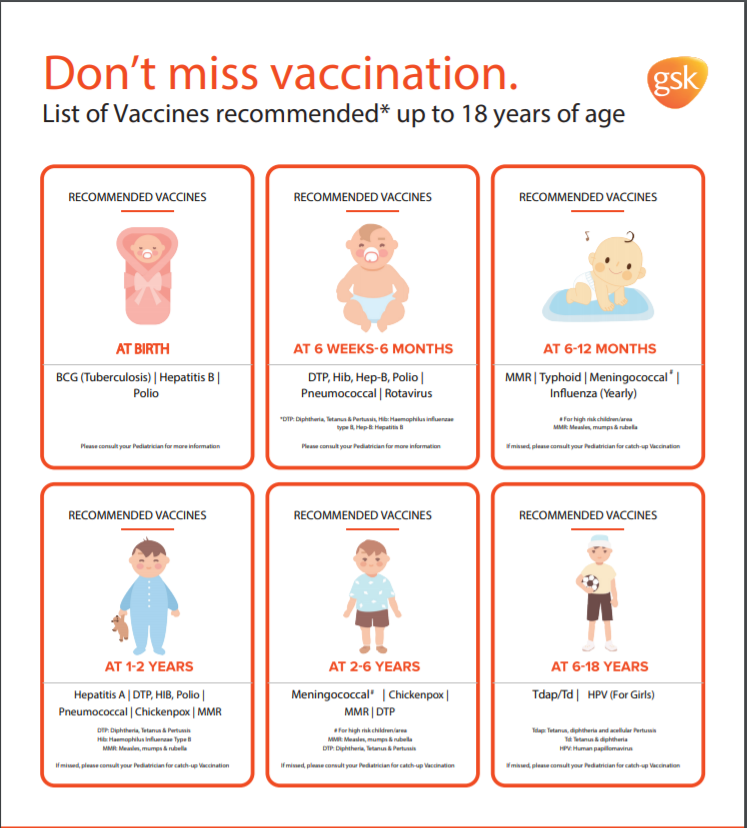 Don't miss vaccination.
gsk
List of Vaccines recommended* up to 18 years of age
RECOMMENDED VACCINES
AT BIRTH
BCG (Tuberculosis) | Hepatitis B |
Polio
Please consult your Pediatrician for more information
RECOMMENDED VACCINES
AT 6 WEEKS-6 MONTHS
DTP, Hib, Hep-B, Polio |
Pneumococcal | Rotavirus
*DTP: Diphtheria, Tetanus & Pertussis, Hib: Haemophilus influenzae
type B, Hep-B: Hepatitis B
Please consult your Pediatrician for more information
RECOMMENDED VACCINES
AT 6-12 MONTHS
MMR | Typhoid | Meningococcal # |
Influenza (Yearly)
# For high risk children/area
MMR: Measles, mumps & rubella
If missed, please consult your Pediatrician for catch-up Vaccination
RECOMMENDED VACCINES
AT 1-2 YEARS
Hepatitis A | DTP, HIB, Polio |
Pneumococcal | Chickenpox | MMR
DTP: Diphtheria, Tetanus & Pertussis
Hib: Haemophilus Influenzae Type B
MMR: Measles, mumps & rubella
If missed, please consult your Pediatrician for catch-up Vaccination
RECOMMENDED VACCINES
AT 2-6 YEARS
Meningococcal# | Chickenpox |
MMR | DTP
# For high risk children/area
MMR: Measles, mumps & rubella
DTP: Diphtheria, Tetanus & Pertussis
If missed, please consult your Pediatrician for catch-up Vaccination
RECOMMENDED VACCINES
AT 6-18 YEARS
Tdap/Td | HPV (For Girls)
Tdap: Tetanus, diphtheria and acellular Pertussis
Td: Tetanus & diphtheria
HPV: Human papillomavirus
If missed, please consult your Pediatrician for catch-up Vaccination